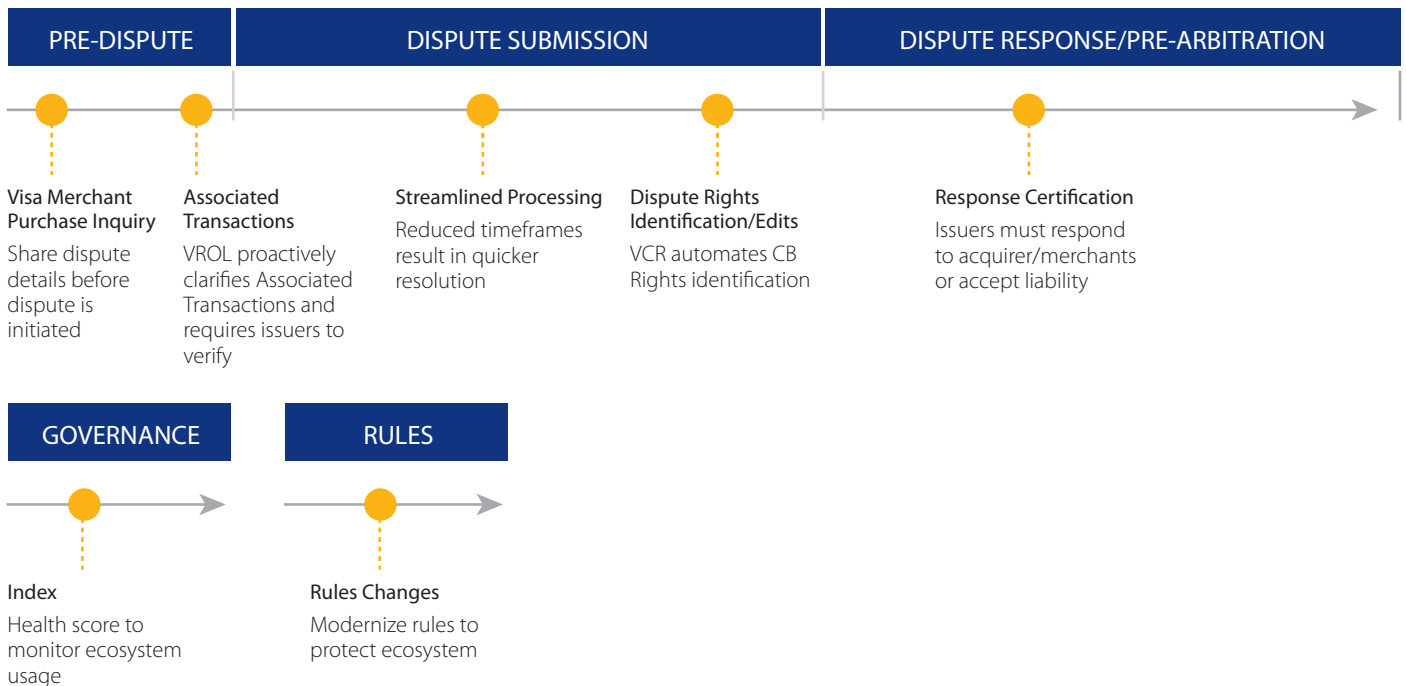 PRE-DISPUTE
DISPUTE SUBMISSION
DISPUTE RESPONSE/PRE-ARBITRATION
Visa Merchant
Purchase Inquiry
Share dispute
details before
dispute is
initiated
Associated
Transactions
VROL proactively
clarifies Associated
Transactions and
requires issuers to
verify
Streamlined Processing
Reduced timeframes
result in quicker
resolution
Dispute Rights
Identification/Edits
VCR automates CB
Rights identification
Response Certification
Issuers must respond
to acquirer/merchants
or accept liability
GOVERNANCE
RULES
Index
Health score to
monitor ecosystem
usage
Rules Changes
Modernize rules to
protect ecosystem